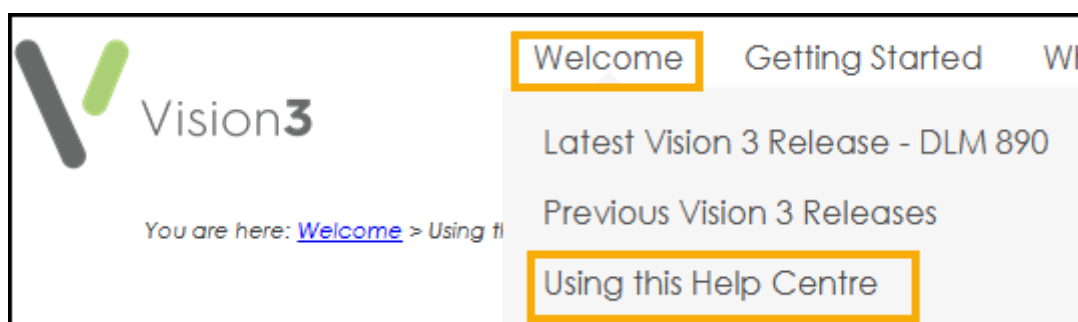 Welcome Getting Started
Vision3
Latest Vision 3 Release - DLM 890
Previous Vision 3 Releases
You are here: Welcome > Using
Using this Help Centre